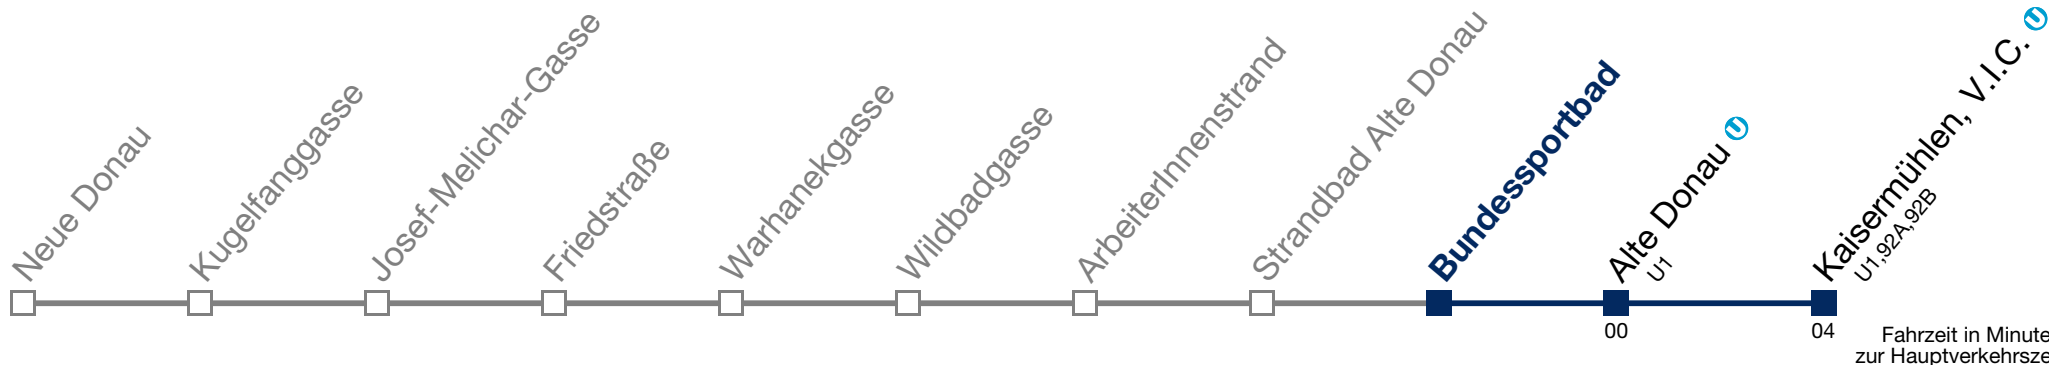 Neue Donau
Kugelfanggasse
Josef-Melichar-Gasse
Friedstraße
Warhanekgasse
Wildbadgasse
ArbeiterInnenstrand
Strandbad Alte Donau
Bundessportbad
Alte Donau U
U1
Kaisermühlen, V.I.C. U
U1,92A,92B
00
04
Fahrzeit in Minute
zur Hauptverkehrsze